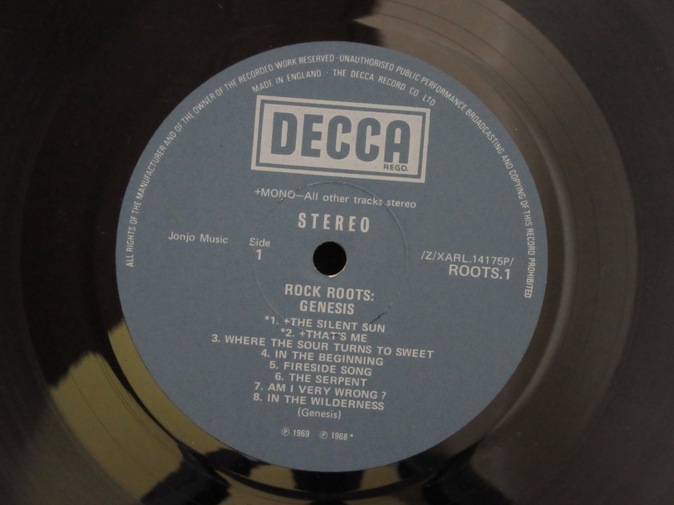 ALL RIGHTS OF THE MANUFACTURER AND OF THE OWNER OF THE RECORDED WORK RESERVED · UNAUTHORISED PUBLIC PERFORMANCE BROADCASTING AND COPYING OF THIS RECORD PROHIBITED
MADE IN ENGLAND · THE DECCA RECORD CO. LTD
DECCA
REGD.
+MONO—All other tracks stereo
STEREO
Jonjo Music
Side
1
/Z/XARL.14175P/
ROOTS.1
ROCK ROOTS:
GENESIS
*1. +THE SILENT SUN
*2. +THAT'S ME
3. WHERE THE SOUR TURNS TO SWEET
4. IN THE BEGINNING
5. FIRESIDE SONG
6. THE SERPENT
7. AM I VERY WRONG ?
8. IN THE WILDERNESS
(Genesis)
℗ 1969 ℗ 1968 *